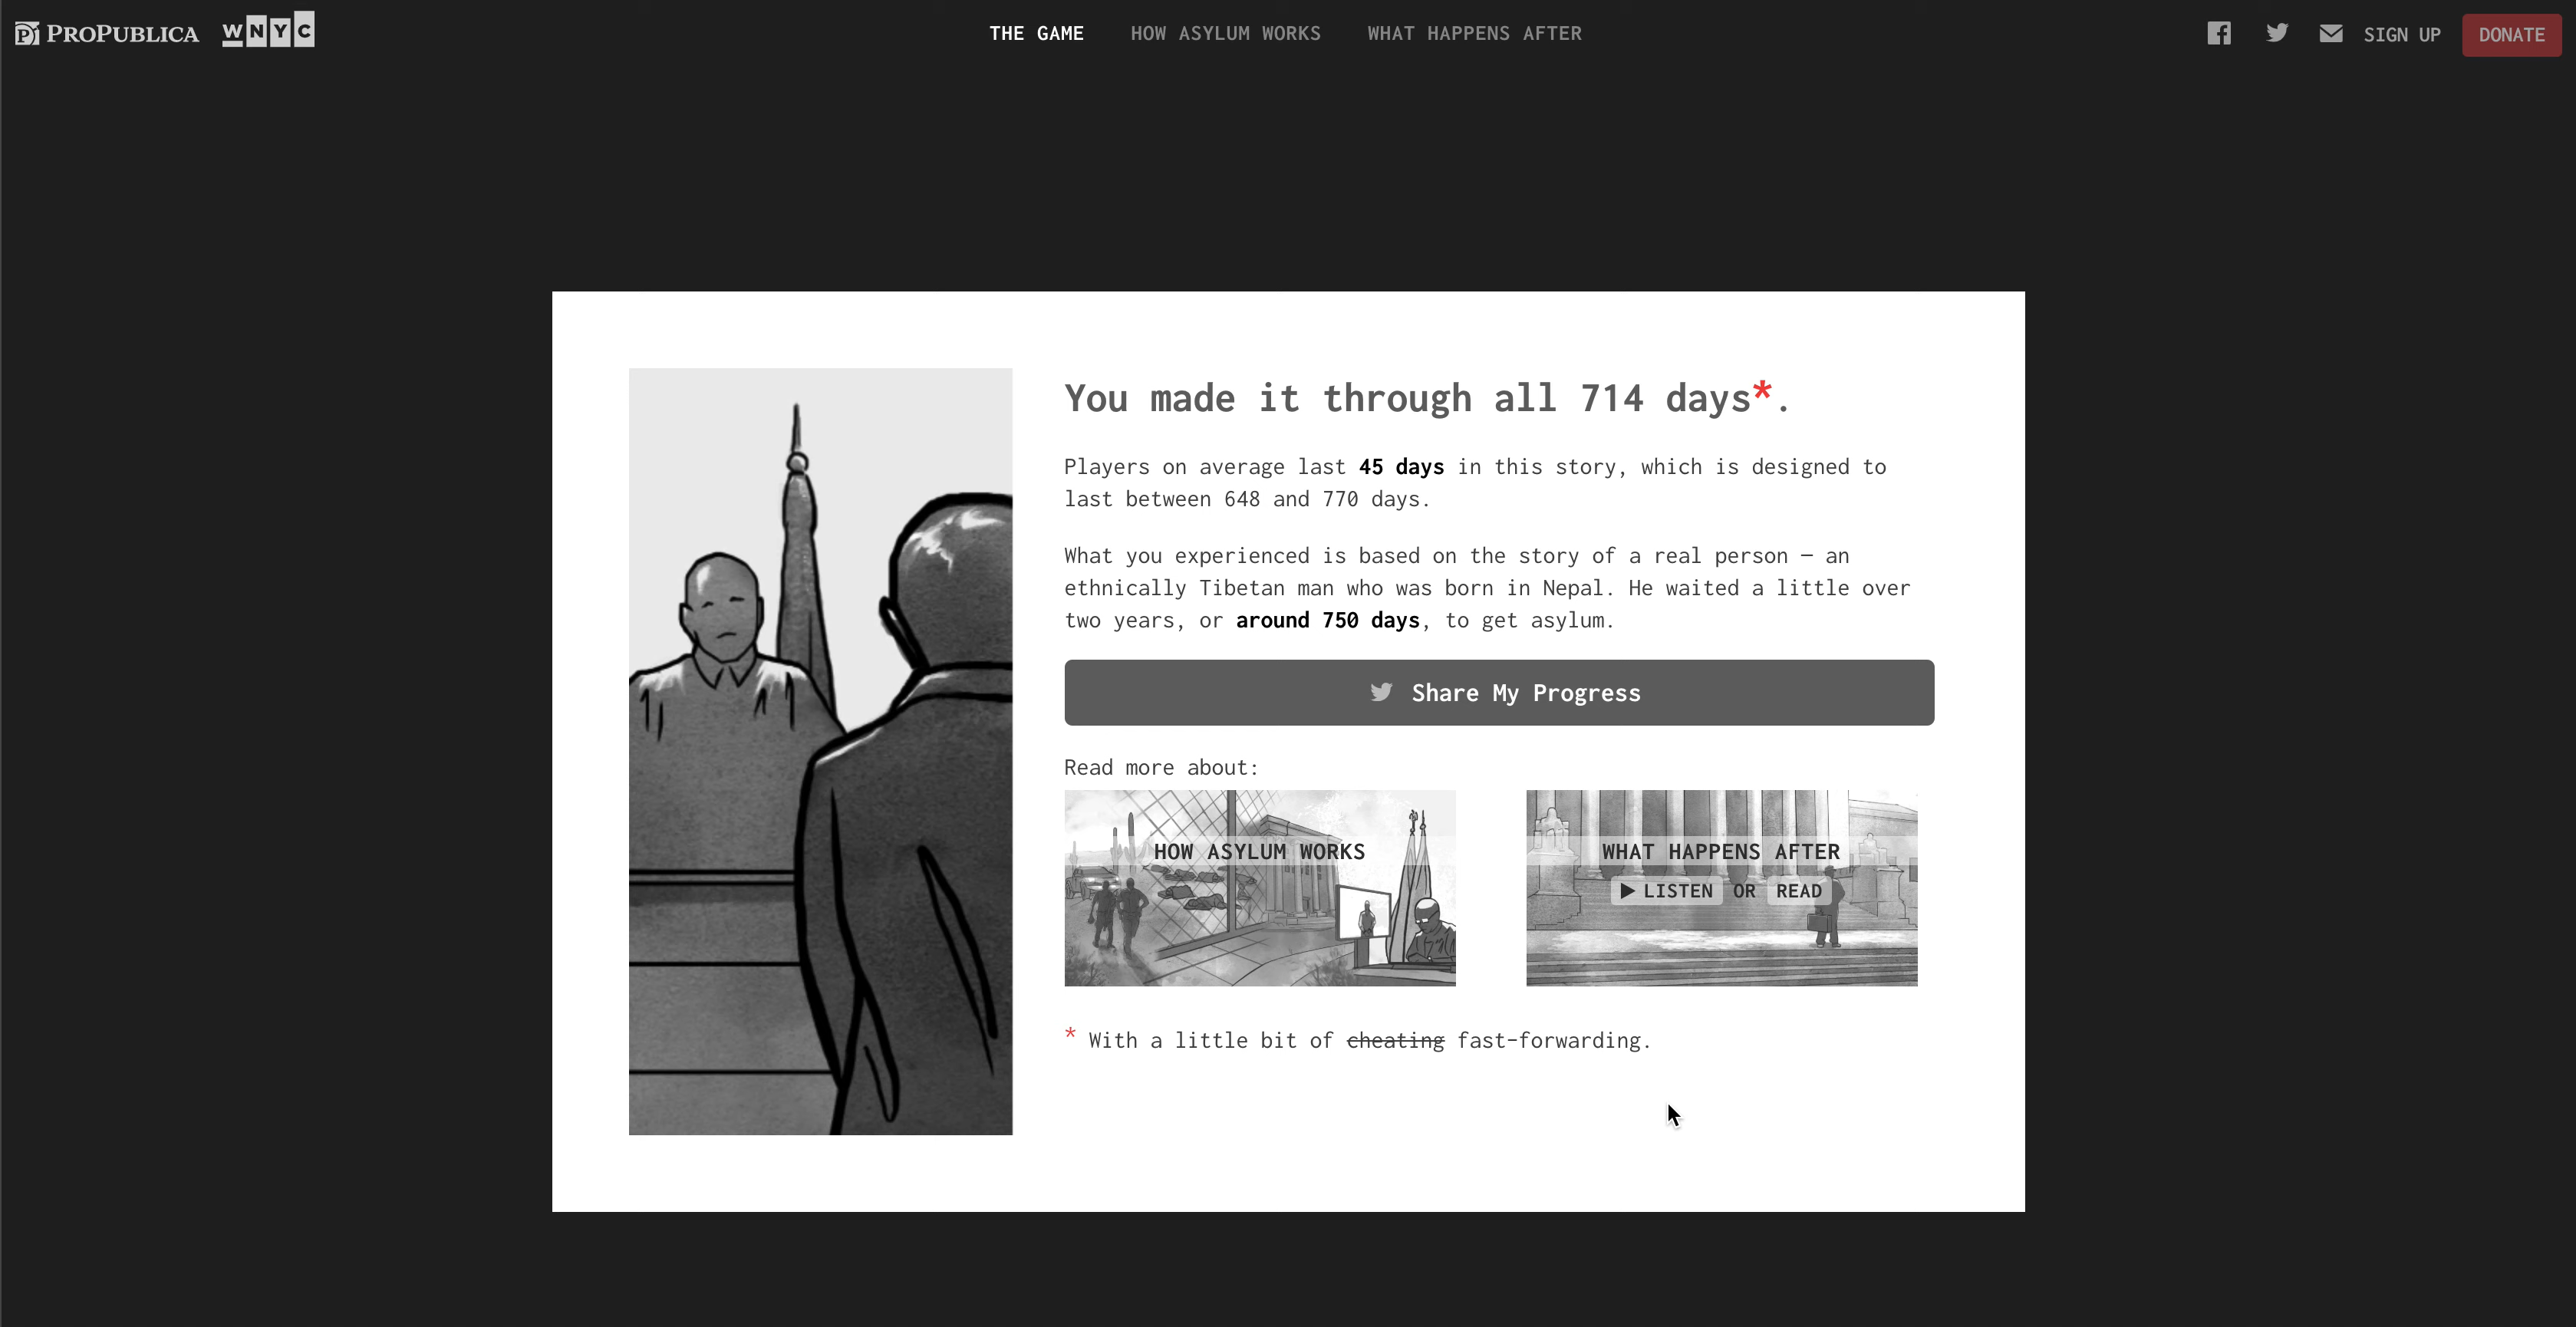 PROPUBLICA WNYC THE GAME HOW ASYLUM WORKS WHAT HAPPENS AFTER SIGN UP DONATE
You made it through all 714 days*.
Players on average last 45 days in this story, which is designed to
last between 648 and 770 days.
What you experienced is based on the story of a real person — an
ethnically Tibetan man who was born in Nepal. He waited a little over
two years, or around 750 days, to get asylum.
Share My Progress
Read more about:
HOW ASYLUM WORKS
WHAT HAPPENS AFTER
LISTEN OR READ
* With a little bit of cheating fast-forwarding.